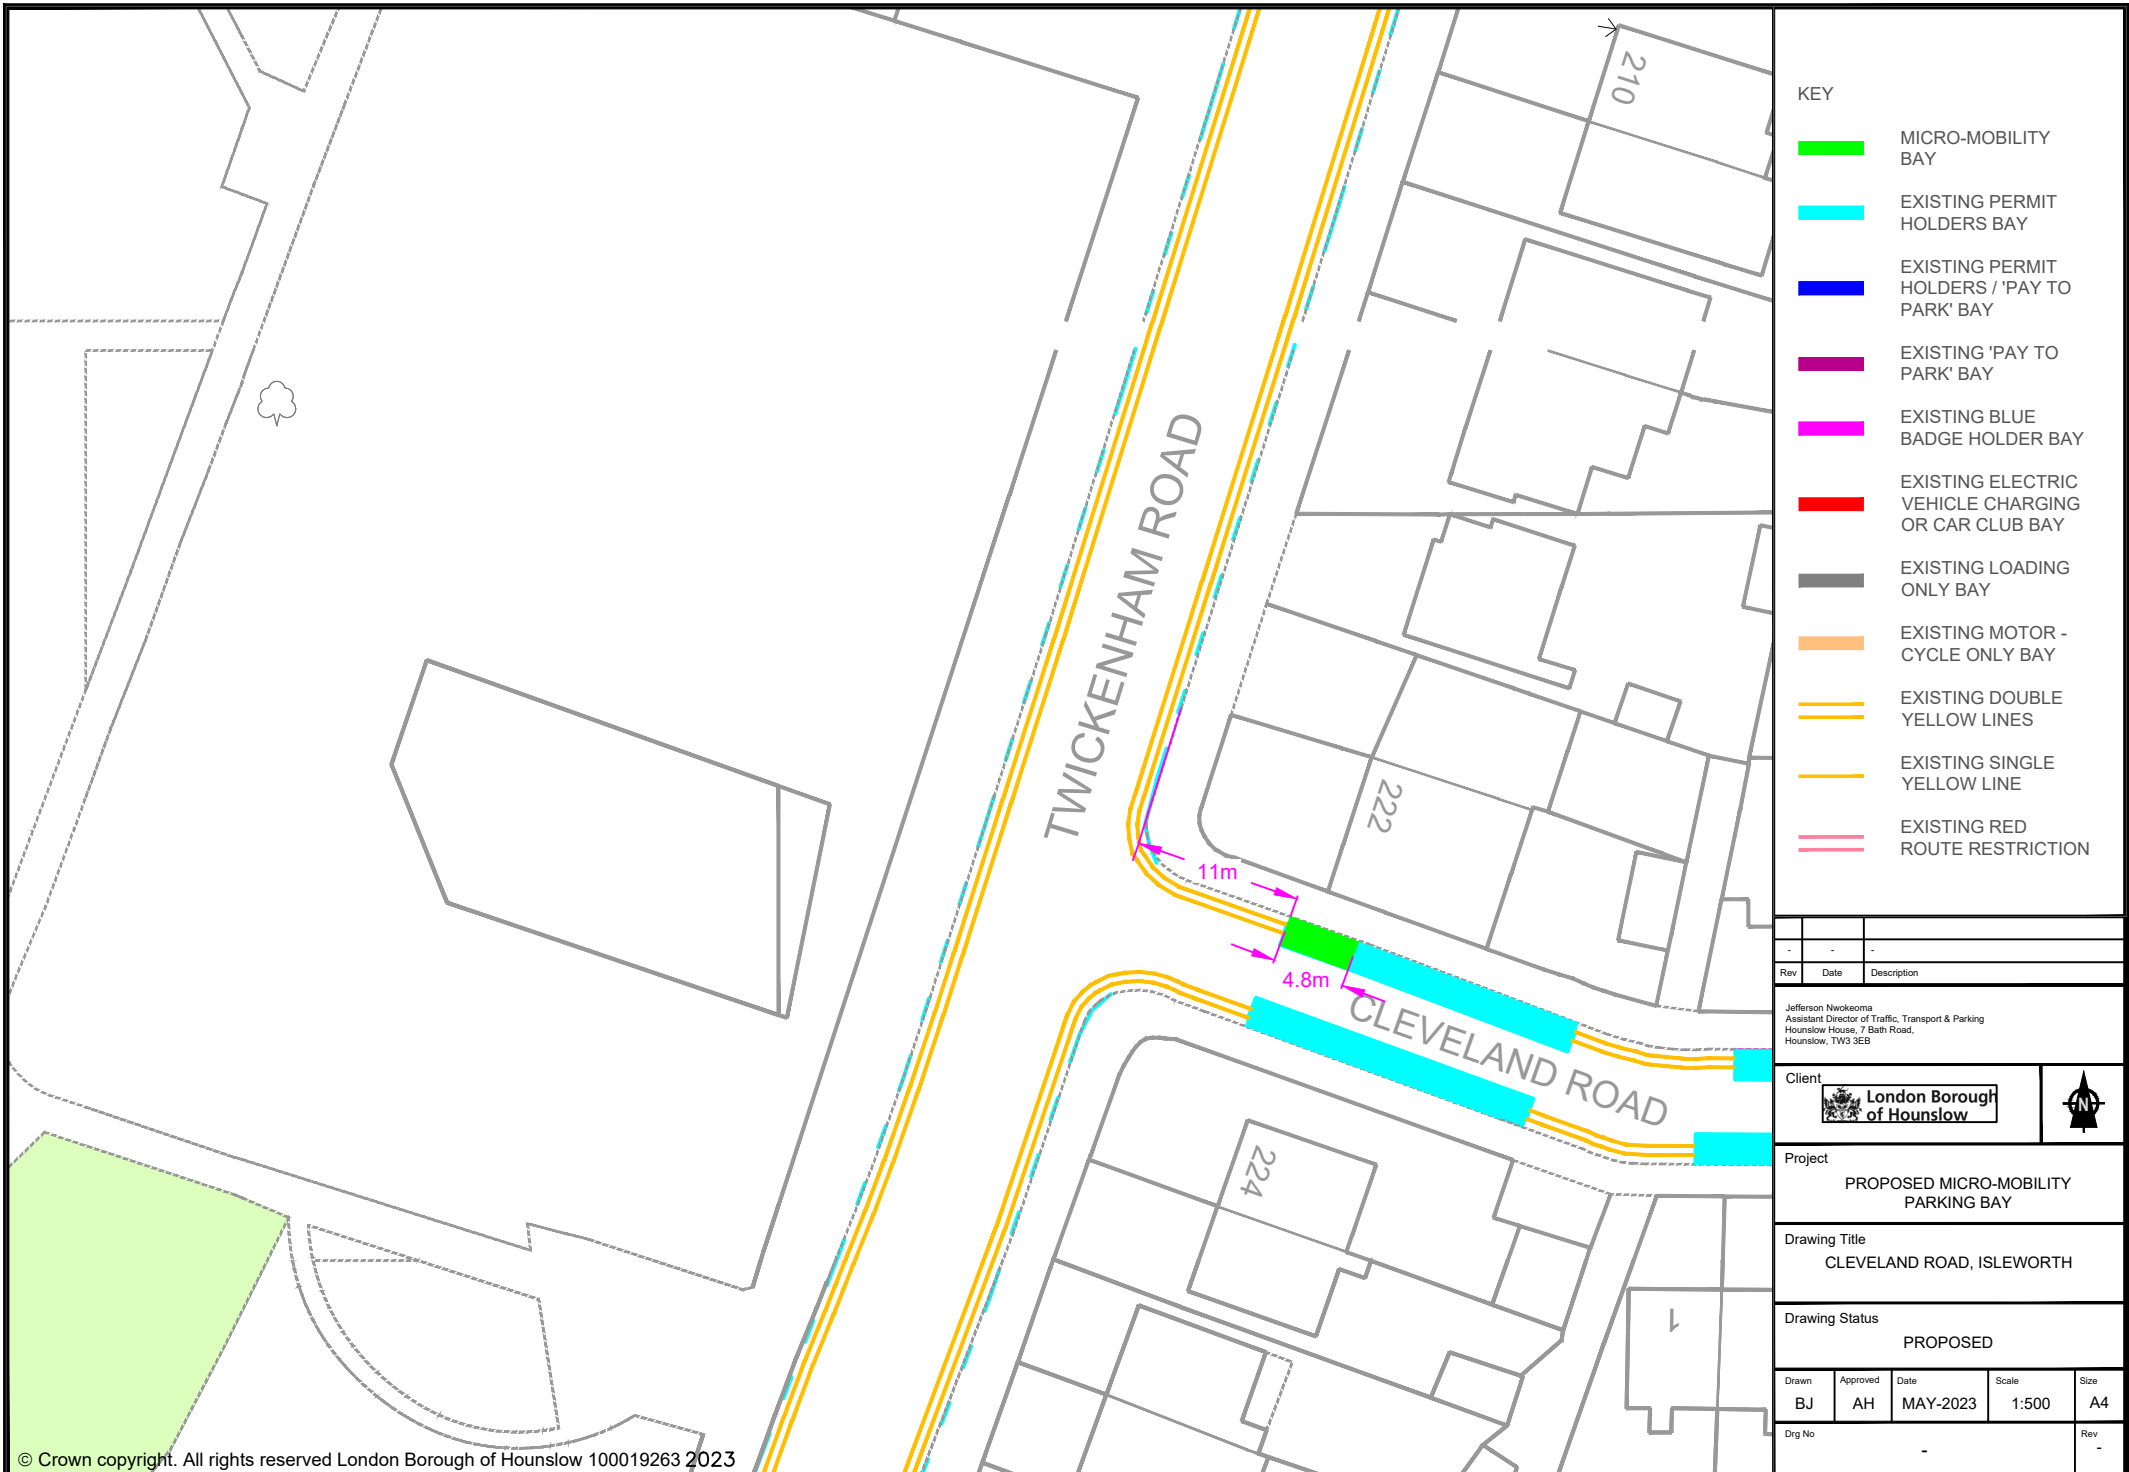 210
TWICKENHAM ROAD
222
11m
4.8m
CLEVELAND ROAD
224
1
© Crown copyright. All rights reserved London Borough of Hounslow 100019263 2023
KEY
MICRO-MOBILITY
BAY
EXISTING PERMIT
HOLDERS BAY
EXISTING PERMIT
HOLDERS / 'PAY TO
PARK' BAY
EXISTING 'PAY TO
PARK' BAY
EXISTING BLUE
BADGE HOLDER BAY
EXISTING ELECTRIC
VEHICLE CHARGING
OR CAR CLUB BAY
EXISTING LOADING
ONLY BAY
EXISTING MOTOR -
CYCLE ONLY BAY
EXISTING DOUBLE
YELLOW LINES
EXISTING SINGLE
YELLOW LINE
EXISTING RED
ROUTE RESTRICTION
- - -
Rev Date Description
Jefferson Nwokeoma
Assistant Director of Traffic, Transport & Parking
Hounslow House, 7 Bath Road,
Hounslow, TW3 3EB
Client
London Borough
of Hounslow
N
Project
PROPOSED MICRO-MOBILITY
PARKING BAY
Drawing Title
CLEVELAND ROAD, ISLEWORTH
Drawing Status
PROPOSED
Drawn Approved Date Scale Size
BJ AH MAY-2023 1:500 A4
Drg No Rev
- -